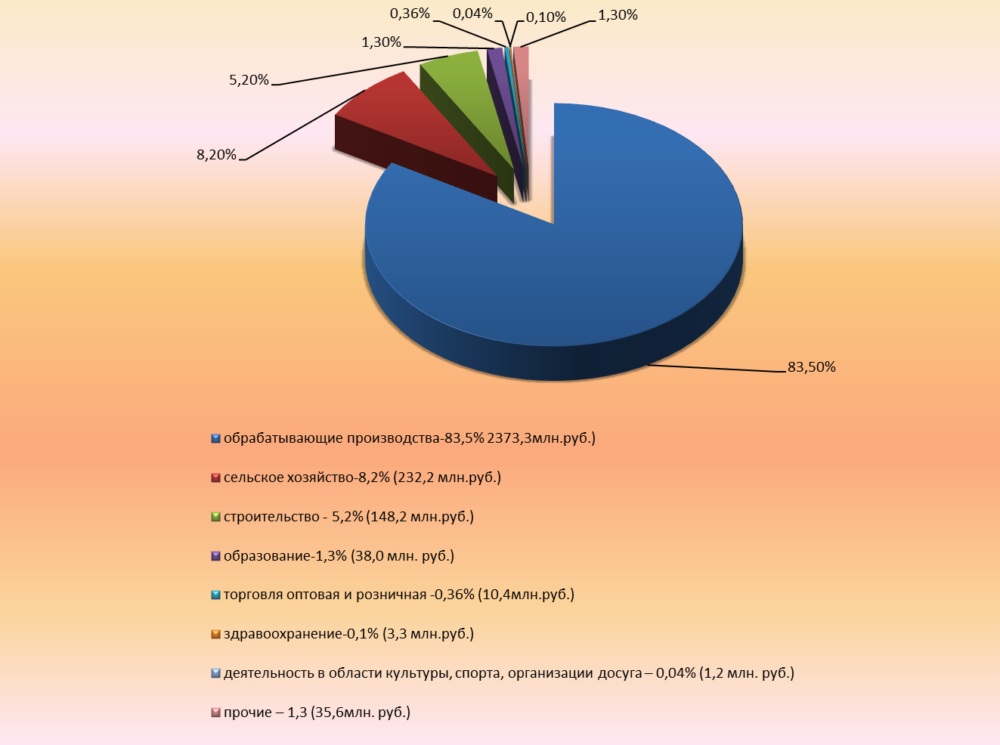 0,36%
0,04%
0,10%
1,30%
1,30%
5,20%
8,20%
83,50%
обрабатывающие производства-83,5% 2373,3млн.руб.)
сельское хозяйство-8,2% (232,2 млн.руб.)
строительство - 5,2% (148,2 млн.руб.)
образование-1,3% (38,0 млн. руб.)
торговля оптовая и розничная -0,36% (10,4млн.руб.)
здравоохранение-0,1% (3,3 млн.руб.)
деятельность в области культуры, спорта, организации досуга – 0,04% (1,2 млн. руб.)
прочие – 1,3 (35,6млн. руб.)